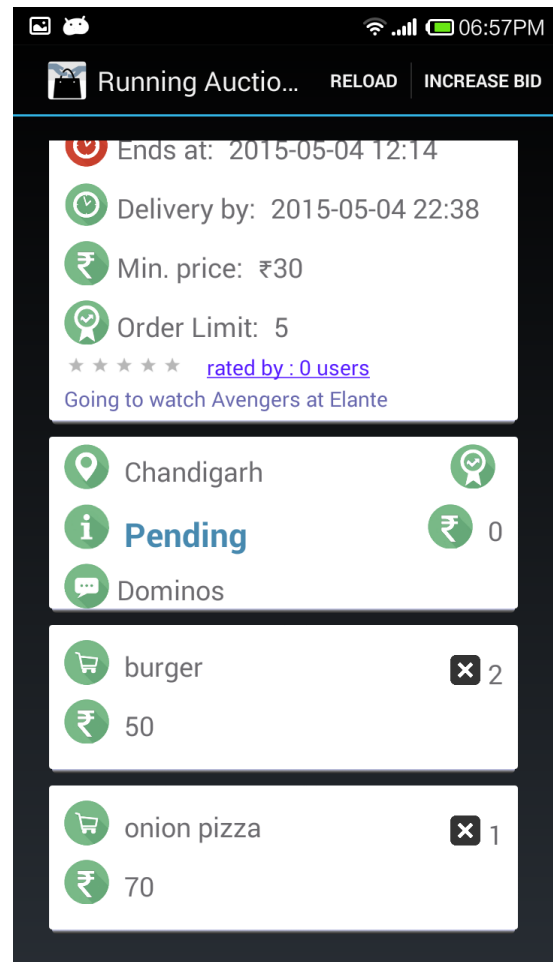 06:57PM
Running Auctio... RELOAD INCREASE BID
Ends at: 2015-05-04 12:14
Delivery by: 2015-05-04 22:38
Min. price: ₹30
Order Limit: 5
rated by : 0 users
Going to watch Avengers at Elante
Chandigarh
Pending ₹ 0
Dominos
burger 2
₹ 50
onion pizza 1
₹ 70